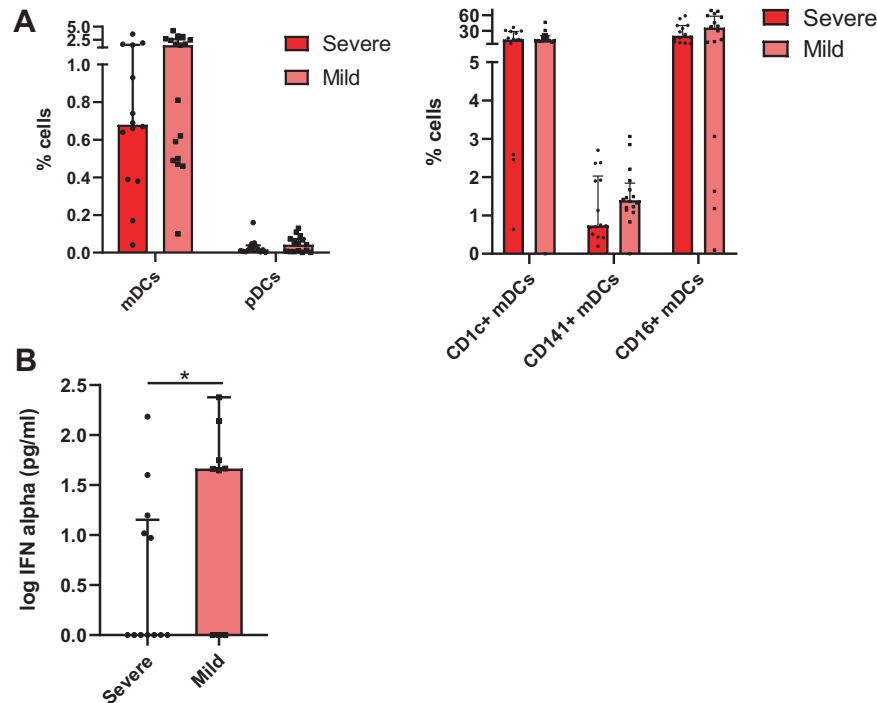 A
% cells
5.0
2.5
1.0
0.8
0.6
0.4
0.2
0.0
mDCs
pDCs
Severe
Mild
% cells
60
30
5
4
3
2
1
0
CD1c+ mDCs
CD141+ mDCs
CD16+ mDCs
Severe
Mild
B
log IFN alpha (pg/ml)
2.5
2.0
1.5
1.0
0.5
0.0
*
Severe
Mild